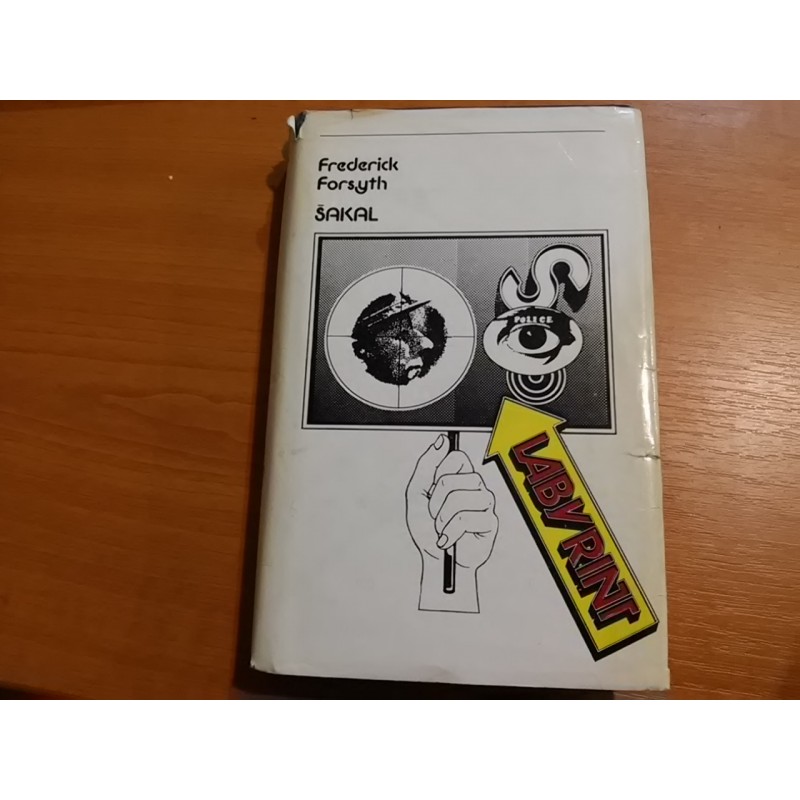 Frederick
Forsyth
ŠAKAL
POLICE
LABYRINT